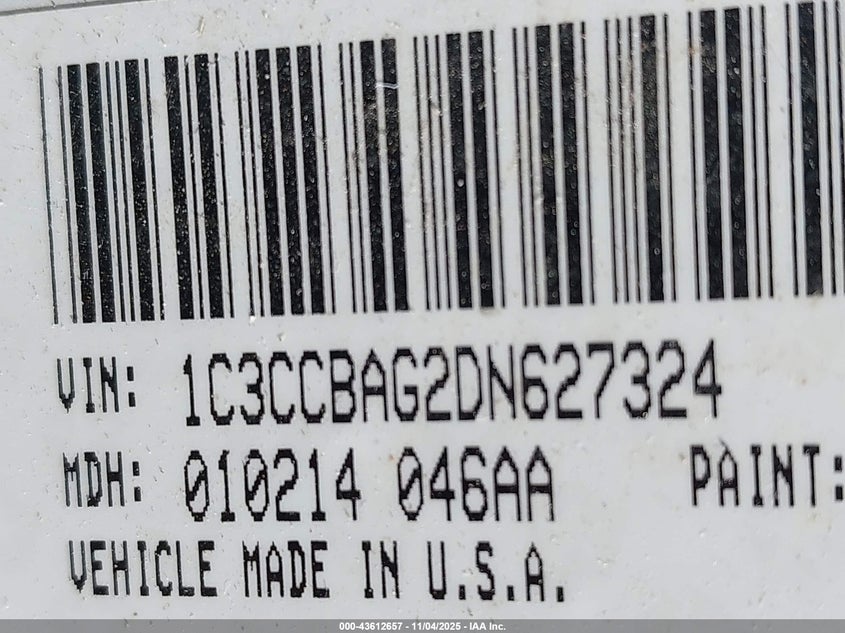 VIN: 1C3CCBAG2DN627324
MDH: 010214 046AA PAINT:
VEHICLE MADE IN U.S.A.
000-43612657 - 11/04/2025 - IAA Inc.